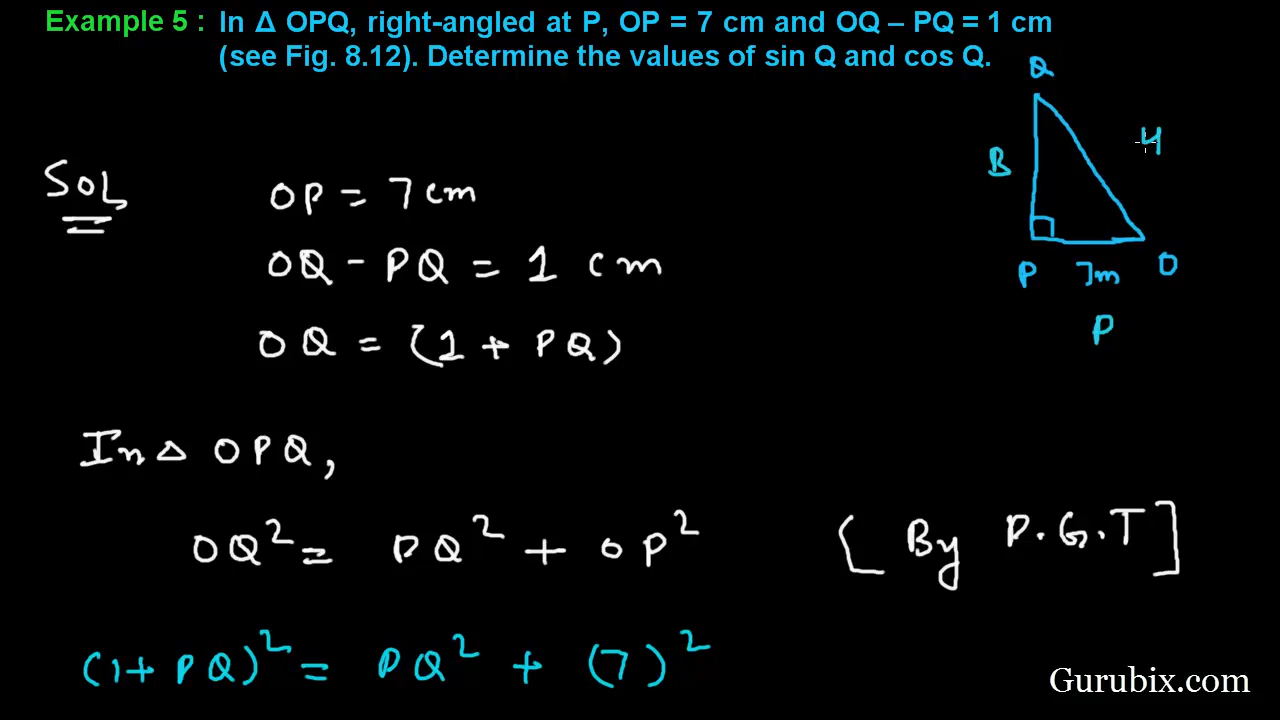 Example 5 : In Δ OPQ, right-angled at P, OP = 7 cm and OQ – PQ = 1 cm
(see Fig. 8.12). Determine the values of sin Q and cos Q.
Q
B
H
P 7m O
P
Sol
OP = 7 cm
OQ - PQ = 1 cm
OQ = (1 + PQ)
In Δ OPQ,
OQ² = PQ² + OP² [By P.G.T]
(1+PQ)² = PQ² + (7)²
Gurubix.com